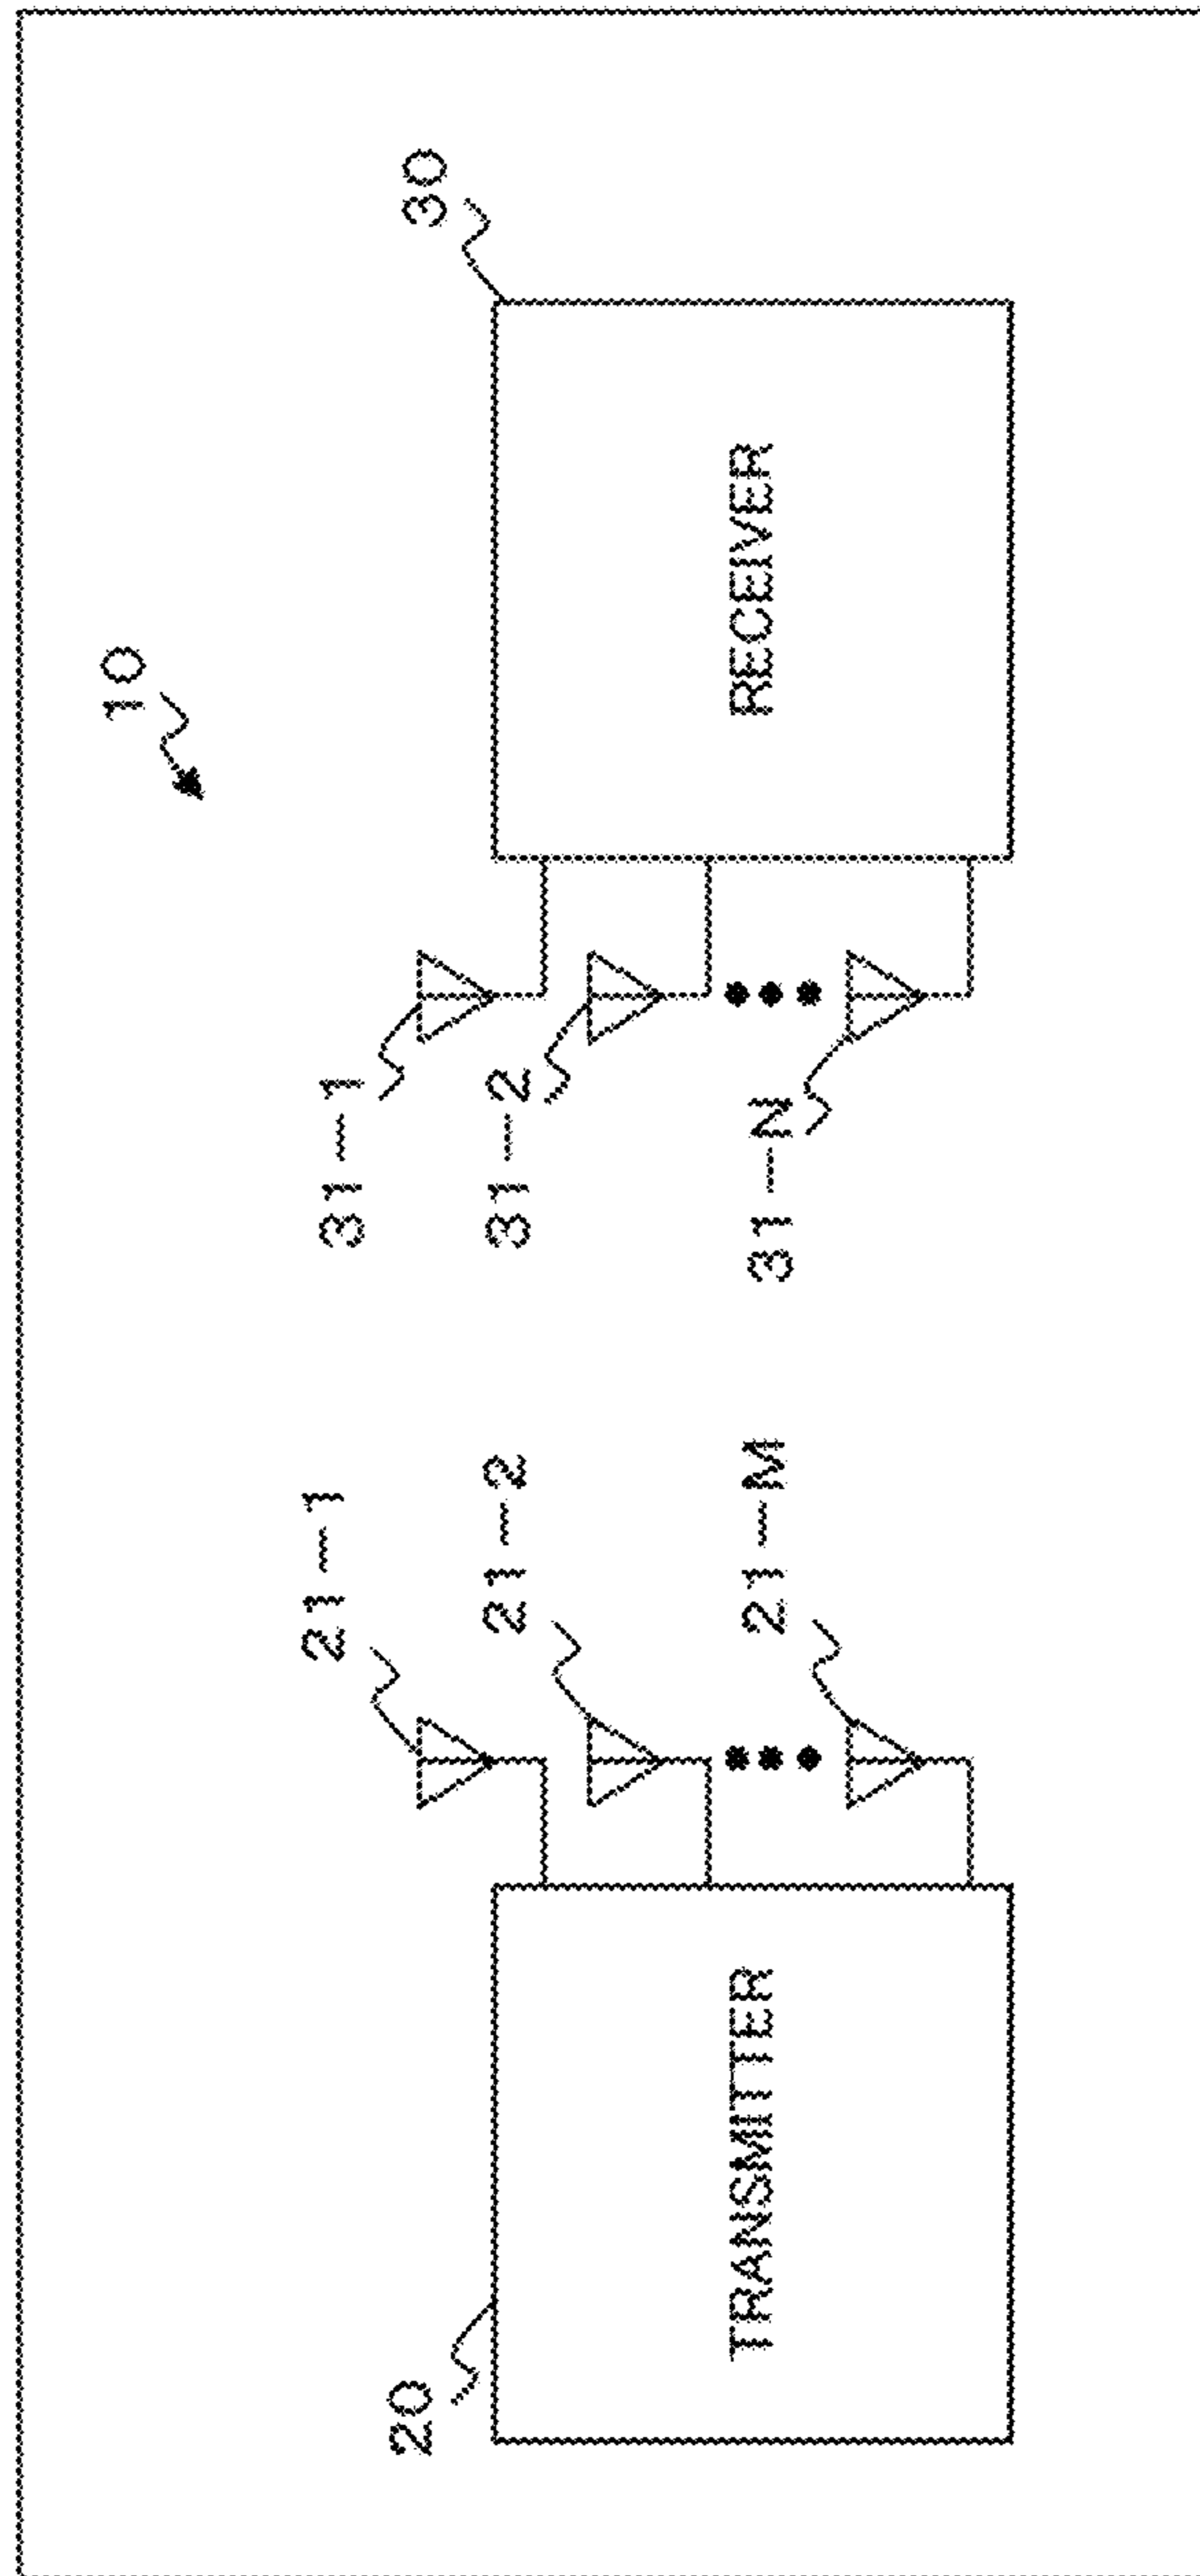 10
20
TRANSMITTER
21-1
21-2
21-M
31-1
31-2
31-N
30
RECEIVER